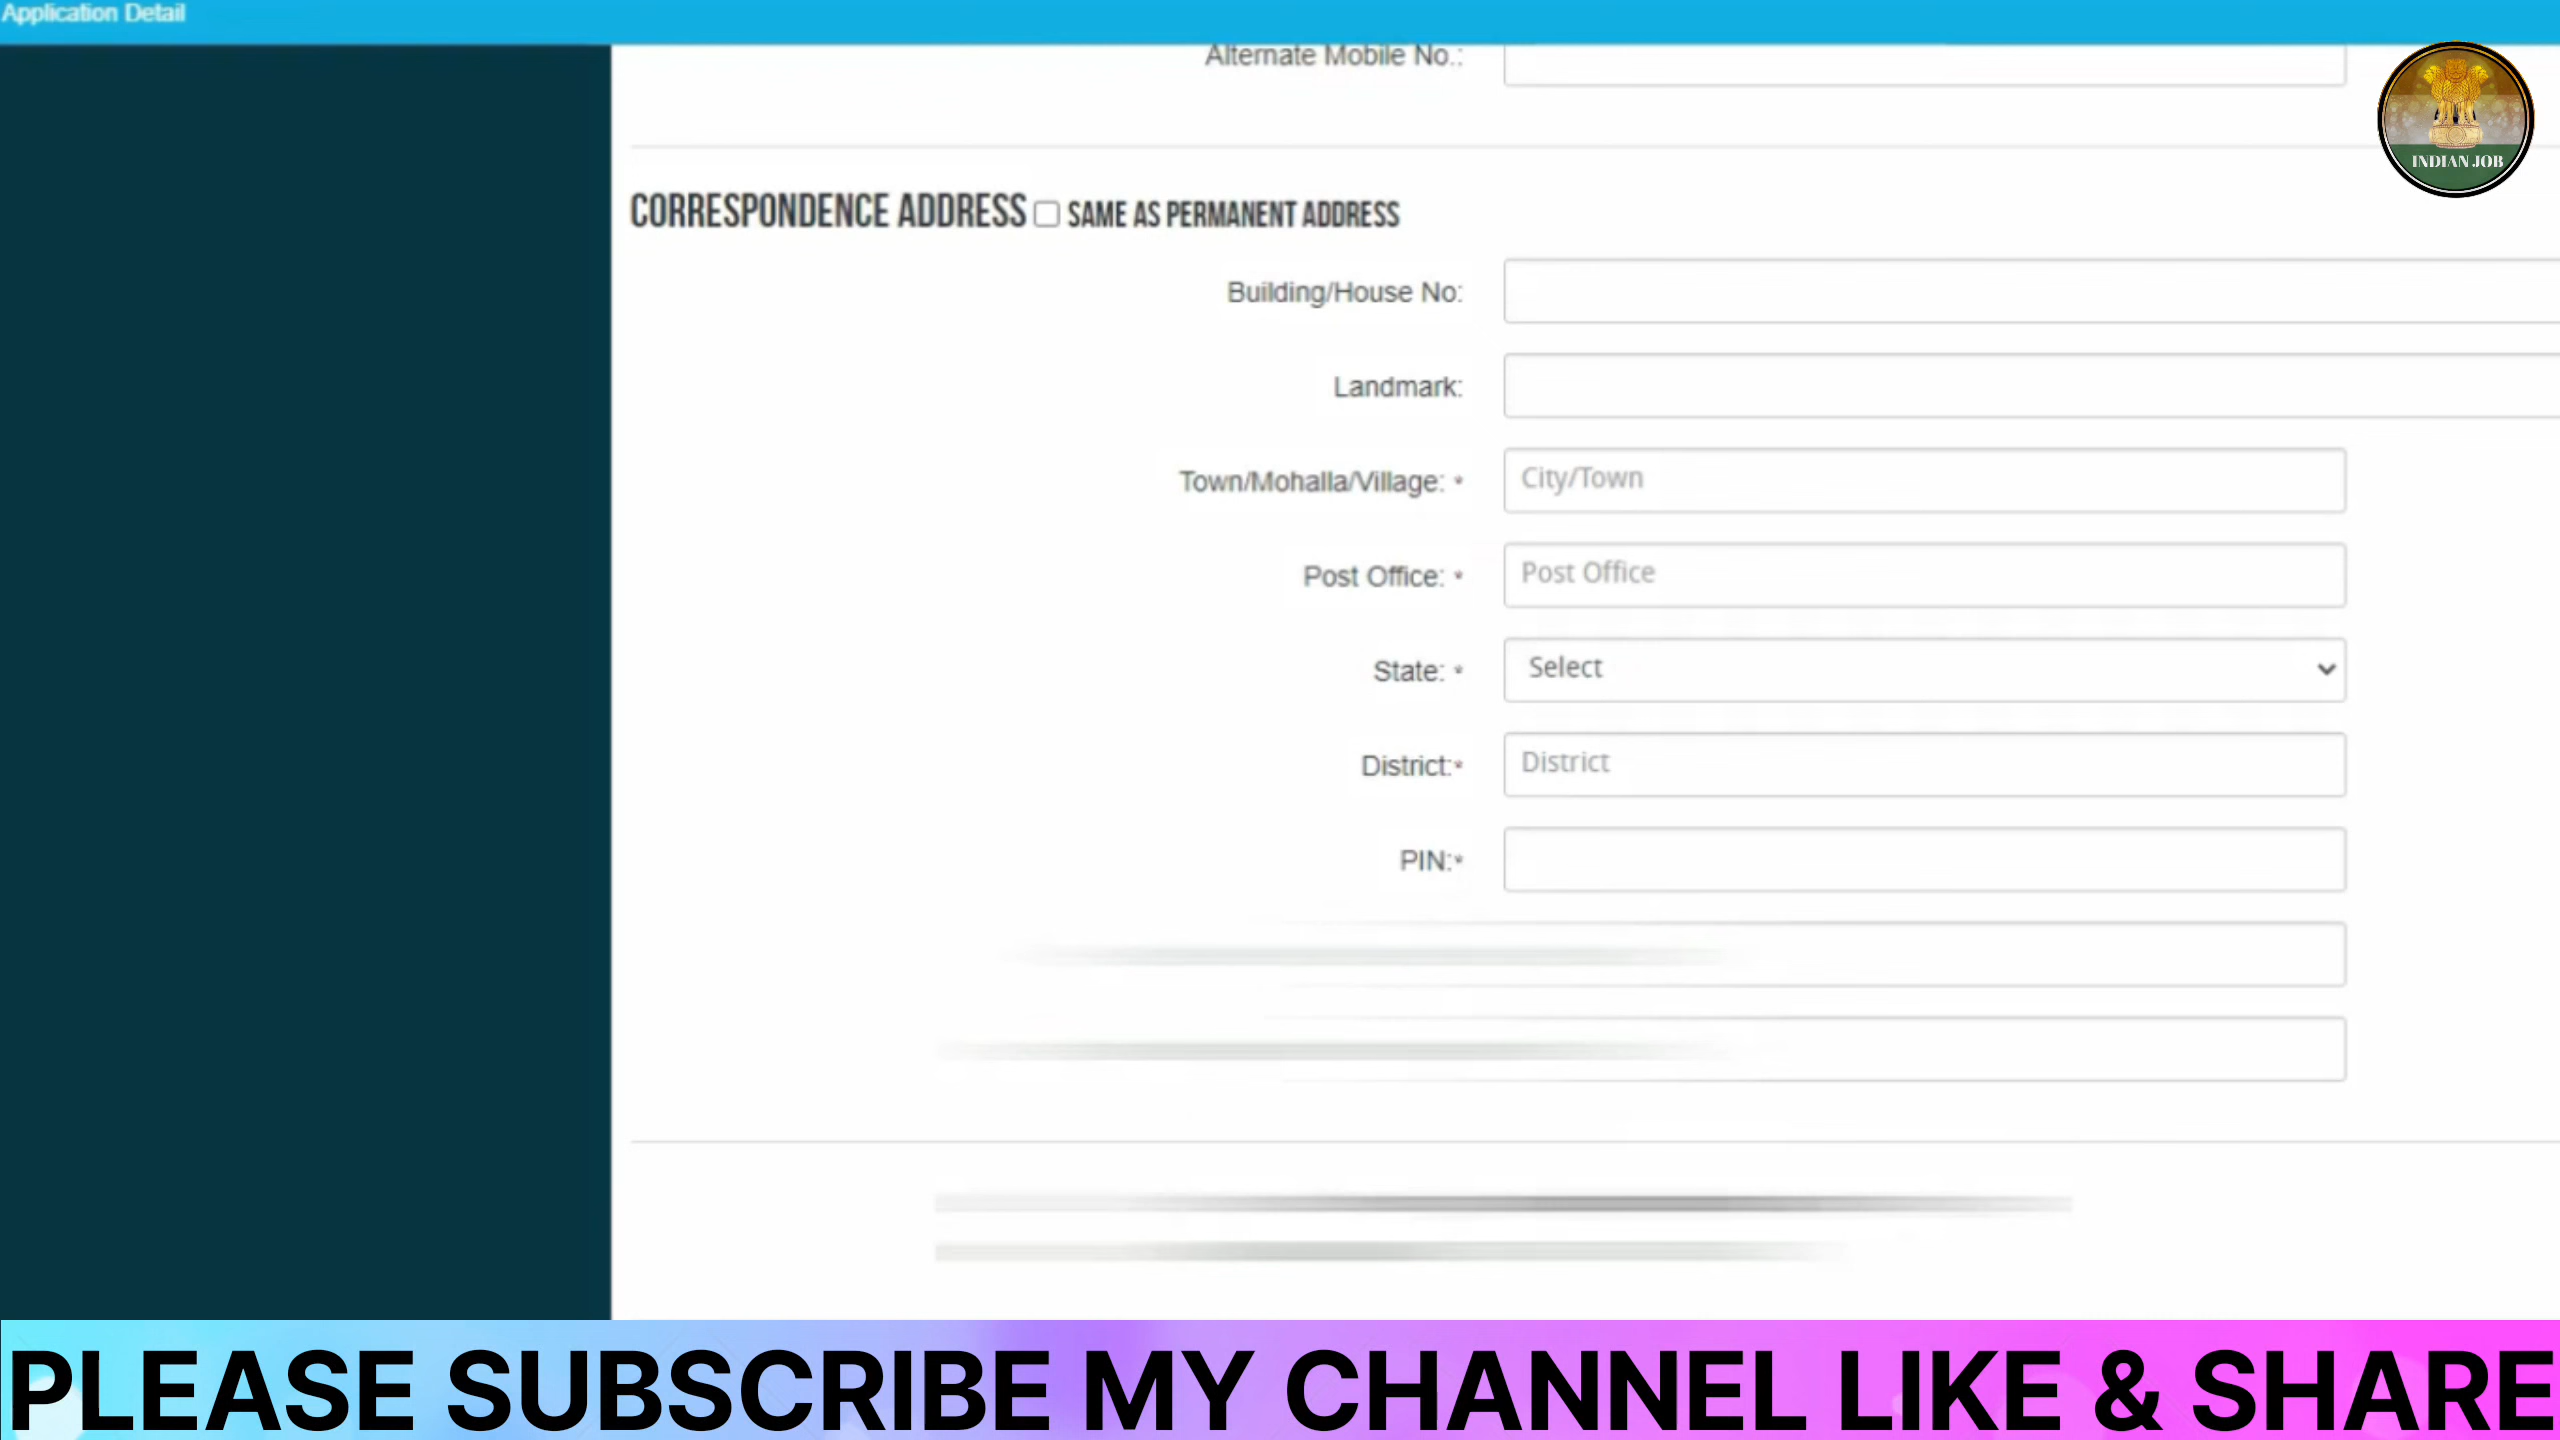 Application Detail
Alternate Mobile No.:
INDIAN JOB
CORRESPONDENCE ADDRESS SAME AS PERMANENT ADDRESS
Building/House No:
Landmark:
Town/Mohalla/Village: * City/Town
Post Office: * Post Office
State: * Select
District:* District
PIN:*
PLEASE SUBSCRIBE MY CHANNEL LIKE & SHARE